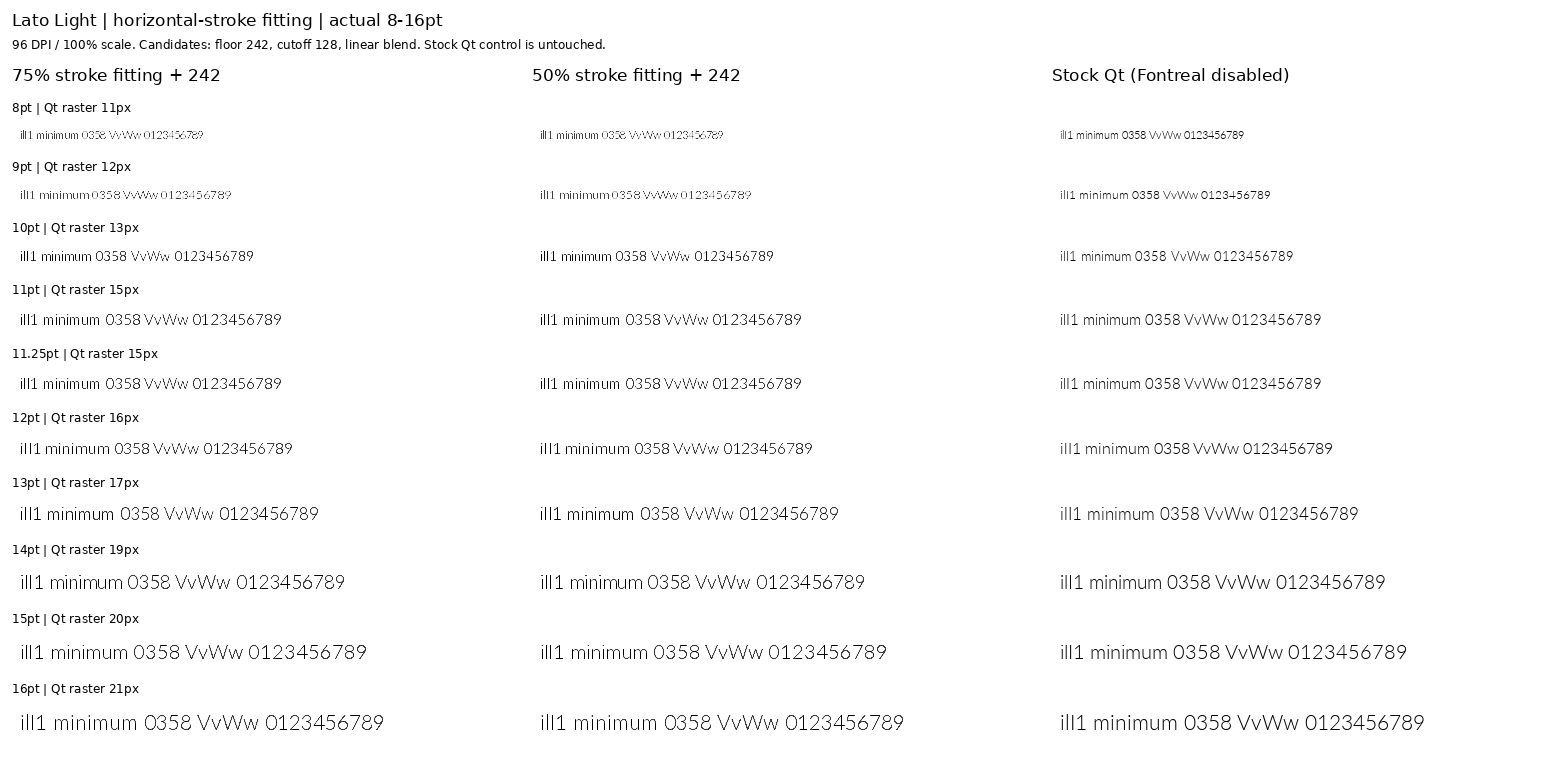 Lato Light | horizontal-stroke fitting | actual 8-16pt
96 DPI / 100% scale. Candidates: floor 242, cutoff 128, linear blend. Stock Qt control is untouched.
75% stroke fitting + 242 50% stroke fitting + 242 Stock Qt (Fontreal disabled)
8pt | Qt raster 11px
ill1 minimum 0358 VvWw 0123456789 ill1 minimum 0358 VvWw 0123456789 ill1 minimum 0358 VvWw 0123456789
9pt | Qt raster 12px
ill1 minimum 0358 VvWw 0123456789 ill1 minimum 0358 VvWw 0123456789 ill1 minimum 0358 VvWw 0123456789
10pt | Qt raster 13px
ill1 minimum 0358 VvWw 0123456789 ill1 minimum 0358 VvWw 0123456789 ill1 minimum 0358 VvWw 0123456789
11pt | Qt raster 15px
ill1 minimum 0358 VvWw 0123456789 ill1 minimum 0358 VvWw 0123456789 ill1 minimum 0358 VvWw 0123456789
11.25pt | Qt raster 15px
ill1 minimum 0358 VvWw 0123456789 ill1 minimum 0358 VvWw 0123456789 ill1 minimum 0358 VvWw 0123456789
12pt | Qt raster 16px
ill1 minimum 0358 VvWw 0123456789 ill1 minimum 0358 VvWw 0123456789 ill1 minimum 0358 VvWw 0123456789
13pt | Qt raster 17px
ill1 minimum 0358 VvWw 0123456789 ill1 minimum 0358 VvWw 0123456789 ill1 minimum 0358 VvWw 0123456789
14pt | Qt raster 19px
ill1 minimum 0358 VvWw 0123456789 ill1 minimum 0358 VvWw 0123456789 ill1 minimum 0358 VvWw 0123456789
15pt | Qt raster 20px
ill1 minimum 0358 VvWw 0123456789 ill1 minimum 0358 VvWw 0123456789 ill1 minimum 0358 VvWw 0123456789
16pt | Qt raster 21px
ill1 minimum 0358 VvWw 0123456789 ill1 minimum 0358 VvWw 0123456789 ill1 minimum 0358 VvWw 0123456789